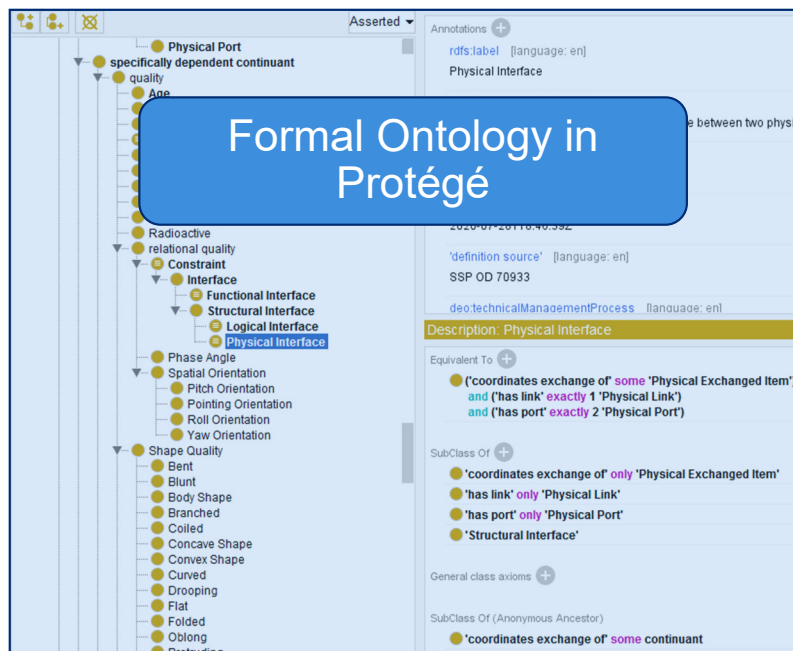 Asserted
Physical Port
specifically dependent continuant
quality
Age
Formal Ontology in
Protégé
Radioactive
relational quality
Constraint
Interface
Functional Interface
Structural Interface
Logical Interface
Physical Interface
Phase Angle
Spatial Orientation
Pitch Orientation
Pointing Orientation
Roll Orientation
Yaw Orientation
Shape Quality
Bent
Blunt
Body Shape
Branched
Coiled
Concave Shape
Convex Shape
Curved
Drooping
Flat
Folded
Oblong
Protruding
Annotations
rdfs:label [language: en]
Physical Interface
e between two physi
'definition source' [language: en]
SSP OD 70933
deo:technicalManagementProcess [language: en]
Description: Physical Interface
Equivalent To
('coordinates exchange of' some 'Physical Exchanged Item')
and ('has link' exactly 1 'Physical Link')
and ('has port' exactly 2 'Physical Port')
SubClass Of
'coordinates exchange of' only 'Physical Exchanged Item'
'has link' only 'Physical Link'
'has port' only 'Physical Port'
'Structural Interface'
General class axioms
SubClass Of (Anonymous Ancestor)
'coordinates exchange of' some continuant